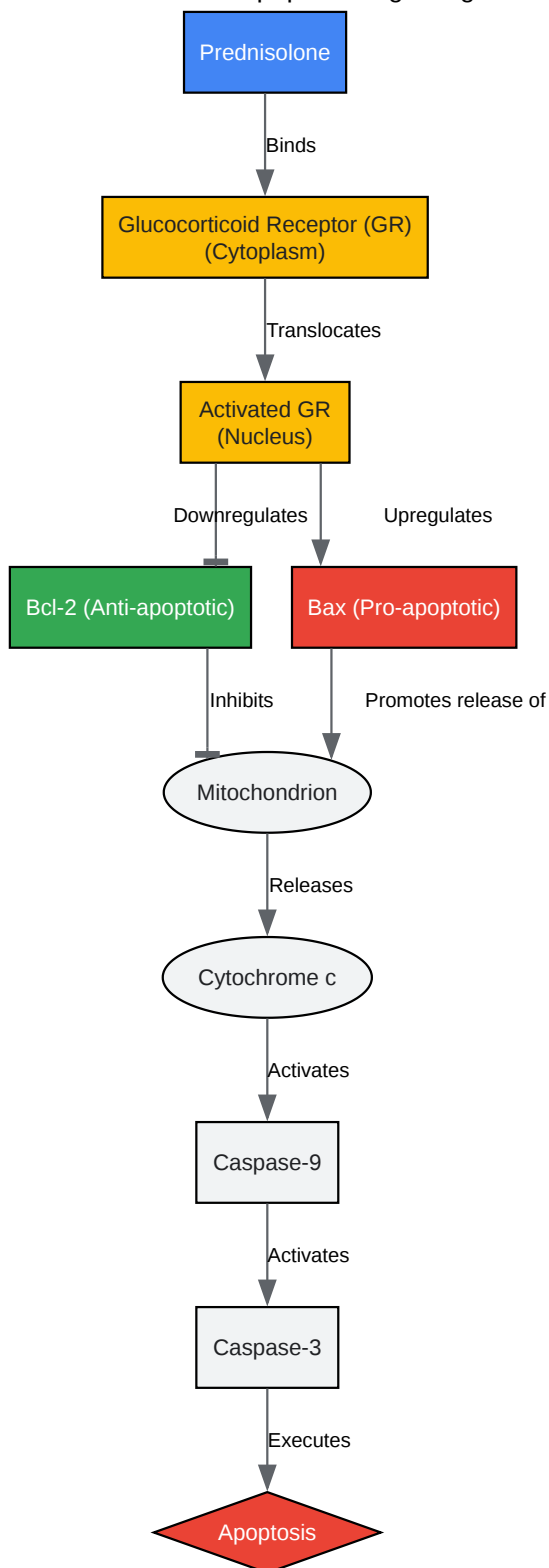 Prednisolone
Binds
Glucocorticoid Receptor (GR)
(Cytoplasm)
Translocates
Activated GR
(Nucleus)
Downregulates
Upregulates
Bcl-2 (Anti-apoptotic)
Bax (Pro-apoptotic)
Inhibits
Promotes release of
Mitochondrion
Releases
Cytochrome c
Activates
Caspase-9
Activates
Caspase-3
Executes
Apoptosis